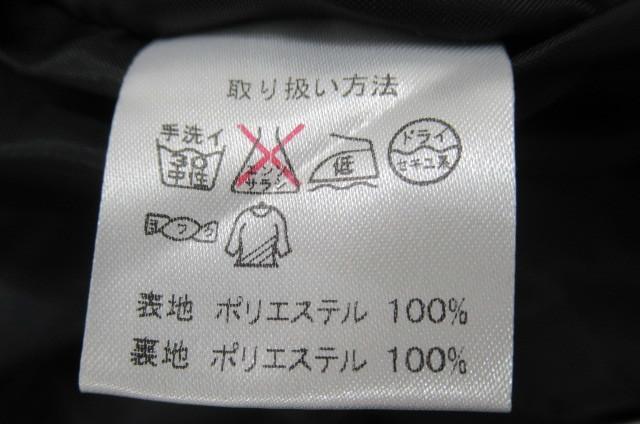 取り扱い方法
手洗イ
30
中性
エンソ
サラシ
低
ドライ
セキユ系
ヨワク
表地 ポリエステル 100%
裏地 ポリエステル 100%